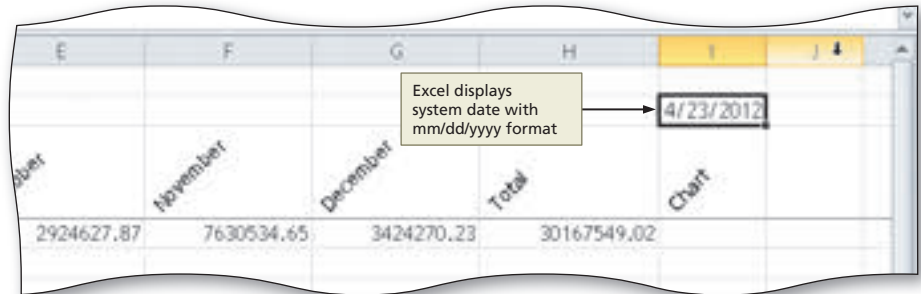 E F G H I J
Excel displays
system date with
mm/dd/yyyy format
4/23/2012
November December Total Chart
2924627.87 7630534.65 3424270.23 30167549.02